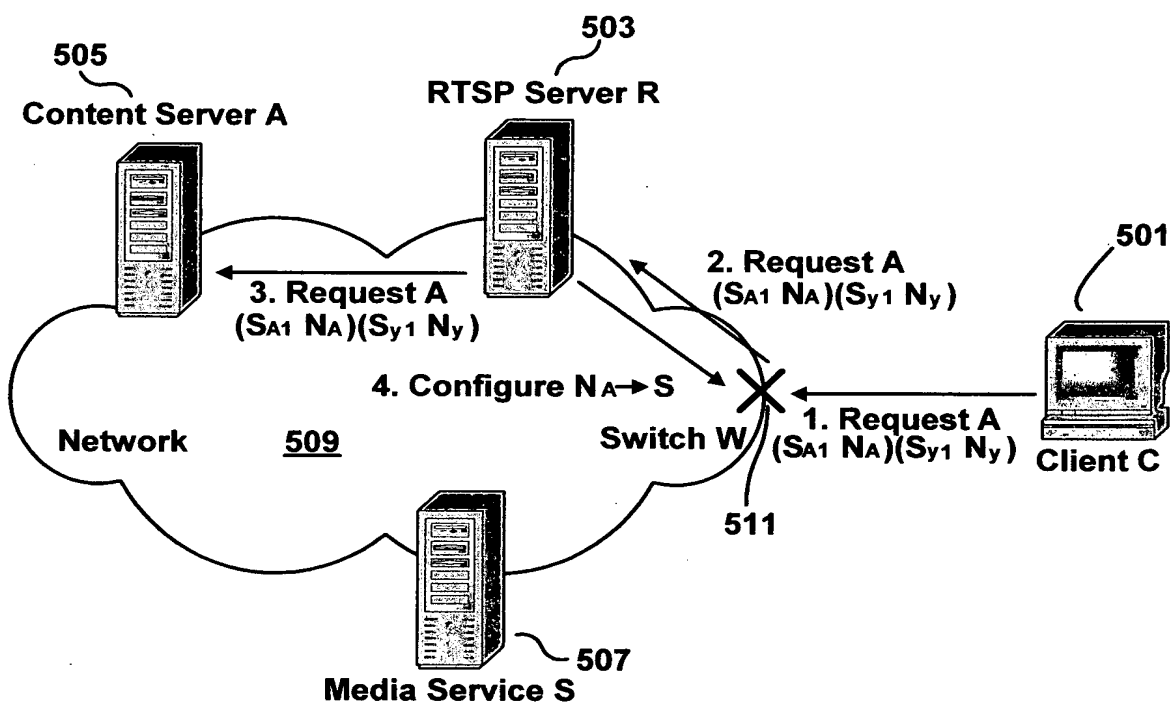 503
505
RTSP Server R
Content Server A
501
2. Request A
(SA1 NA)(Sy1 Ny)
3. Request A
(SA1 NA)(Sy1 Ny)
4. Configure NA→S
1. Request A
(SA1 NA)(Sy1 Ny)
Network
509
Switch W
Client C
511
507
Media Service S